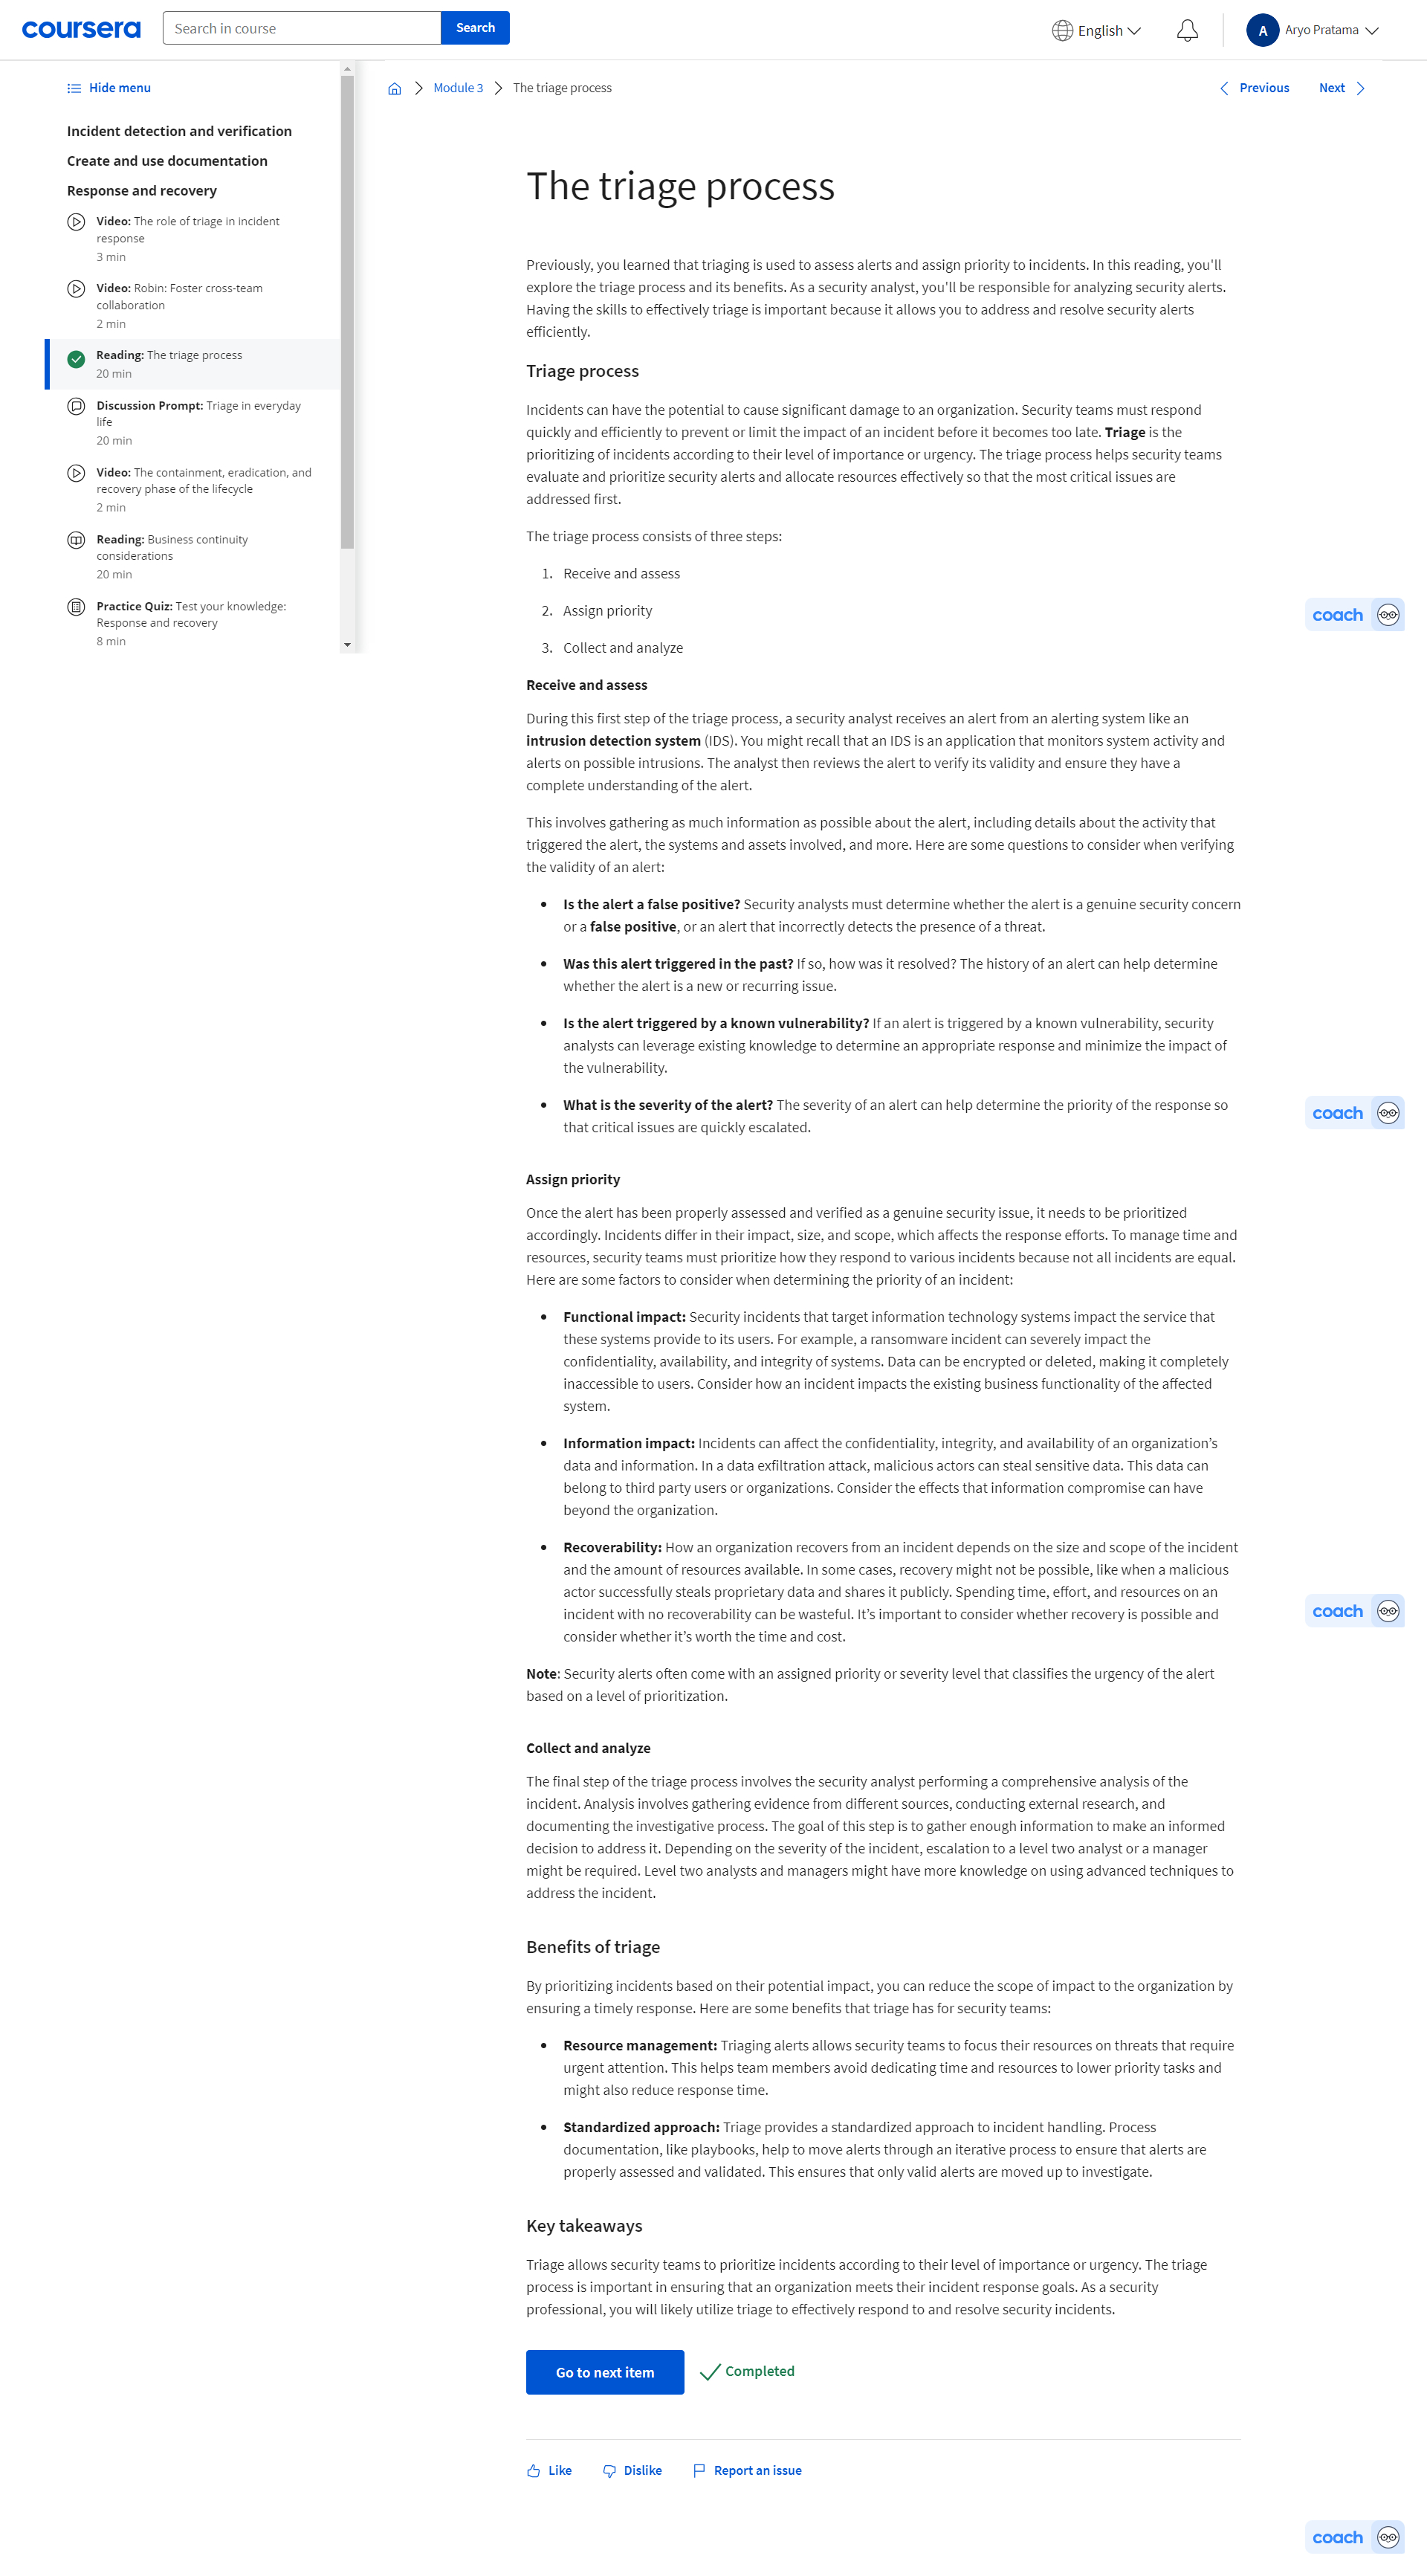 coursera
Search in course
Search
English
A
Aryo Pratama
Hide menu
Incident detection and verification
Create and use documentation
Response and recovery
Video: The role of triage in incident
response
3 min
Video: Robin: Foster cross-team
collaboration
2 min
Reading: The triage process
20 min
Discussion Prompt: Triage in everyday
life
20 min
Video: The containment, eradication, and
recovery phase of the lifecycle
2 min
Reading: Business continuity
considerations
20 min
Practice Quiz: Test your knowledge:
Response and recovery
8 min
Module 3
The triage process
Previous
Next
The triage process
Previously, you learned that triaging is used to assess alerts and assign priority to incidents. In this reading, you'll
explore the triage process and its benefits. As a security analyst, you'll be responsible for analyzing security alerts.
Having the skills to effectively triage is important because it allows you to address and resolve security alerts
efficiently.
Triage process
Incidents can have the potential to cause significant damage to an organization. Security teams must respond
quickly and efficiently to prevent or limit the impact of an incident before it becomes too late. Triage is the
prioritizing of incidents according to their level of importance or urgency. The triage process helps security teams
evaluate and prioritize security alerts and allocate resources effectively so that the most critical issues are
addressed first.
The triage process consists of three steps:
1. Receive and assess
2. Assign priority
3. Collect and analyze
coach
Receive and assess
During this first step of the triage process, a security analyst receives an alert from an alerting system like an
intrusion detection system (IDS). You might recall that an IDS is an application that monitors system activity and
alerts on possible intrusions. The analyst then reviews the alert to verify its validity and ensure they have a
complete understanding of the alert.
This involves gathering as much information as possible about the alert, including details about the activity that
triggered the alert, the systems and assets involved, and more. Here are some questions to consider when verifying
the validity of an alert:
• Is the alert a false positive? Security analysts must determine whether the alert is a genuine security concern
or a false positive, or an alert that incorrectly detects the presence of a threat.
• Was this alert triggered in the past? If so, how was it resolved? The history of an alert can help determine
whether the alert is a new or recurring issue.
• Is the alert triggered by a known vulnerability? If an alert is triggered by a known vulnerability, security
analysts can leverage existing knowledge to determine an appropriate response and minimize the impact of
the vulnerability.
• What is the severity of the alert? The severity of an alert can help determine the priority of the response so
that critical issues are quickly escalated.
coach
Assign priority
Once the alert has been properly assessed and verified as a genuine security issue, it needs to be prioritized
accordingly. Incidents differ in their impact, size, and scope, which affects the response efforts. To manage time and
resources, security teams must prioritize how they respond to various incidents because not all incidents are equal.
Here are some factors to consider when determining the priority of an incident:
• Functional impact: Security incidents that target information technology systems impact the service that
these systems provide to its users. For example, a ransomware incident can severely impact the
confidentiality, availability, and integrity of systems. Data can be encrypted or deleted, making it completely
inaccessible to users. Consider how an incident impacts the existing business functionality of the affected
system.
• Information impact: Incidents can affect the confidentiality, integrity, and availability of an organization’s
data and information. In a data exfiltration attack, malicious actors can steal sensitive data. This data can
belong to third party users or organizations. Consider the effects that information compromise can have
beyond the organization.
• Recoverability: How an organization recovers from an incident depends on the size and scope of the incident
and the amount of resources available. In some cases, recovery might not be possible, like when a malicious
actor successfully steals proprietary data and shares it publicly. Spending time, effort, and resources on an
incident with no recoverability can be wasteful. It’s important to consider whether recovery is possible and
consider whether it’s worth the time and cost.
coach
Note: Security alerts often come with an assigned priority or severity level that classifies the urgency of the alert
based on a level of prioritization.
Collect and analyze
The final step of the triage process involves the security analyst performing a comprehensive analysis of the
incident. Analysis involves gathering evidence from different sources, conducting external research, and
documenting the investigative process. The goal of this step is to gather enough information to make an informed
decision to address it. Depending on the severity of the incident, escalation to a level two analyst or a manager
might be required. Level two analysts and managers might have more knowledge on using advanced techniques to
address the incident.
Benefits of triage
By prioritizing incidents based on their potential impact, you can reduce the scope of impact to the organization by
ensuring a timely response. Here are some benefits that triage has for security teams:
• Resource management: Triaging alerts allows security teams to focus their resources on threats that require
urgent attention. This helps team members avoid dedicating time and resources to lower priority tasks and
might also reduce response time.
• Standardized approach: Triage provides a standardized approach to incident handling. Process
documentation, like playbooks, help to move alerts through an iterative process to ensure that alerts are
properly assessed and validated. This ensures that only valid alerts are moved up to investigate.
Key takeaways
Triage allows security teams to prioritize incidents according to their level of importance or urgency. The triage
process is important in ensuring that an organization meets their incident response goals. As a security
professional, you will likely utilize triage to effectively respond to and resolve security incidents.
Go to next item
Completed
Like
Dislike
Report an issue
coach